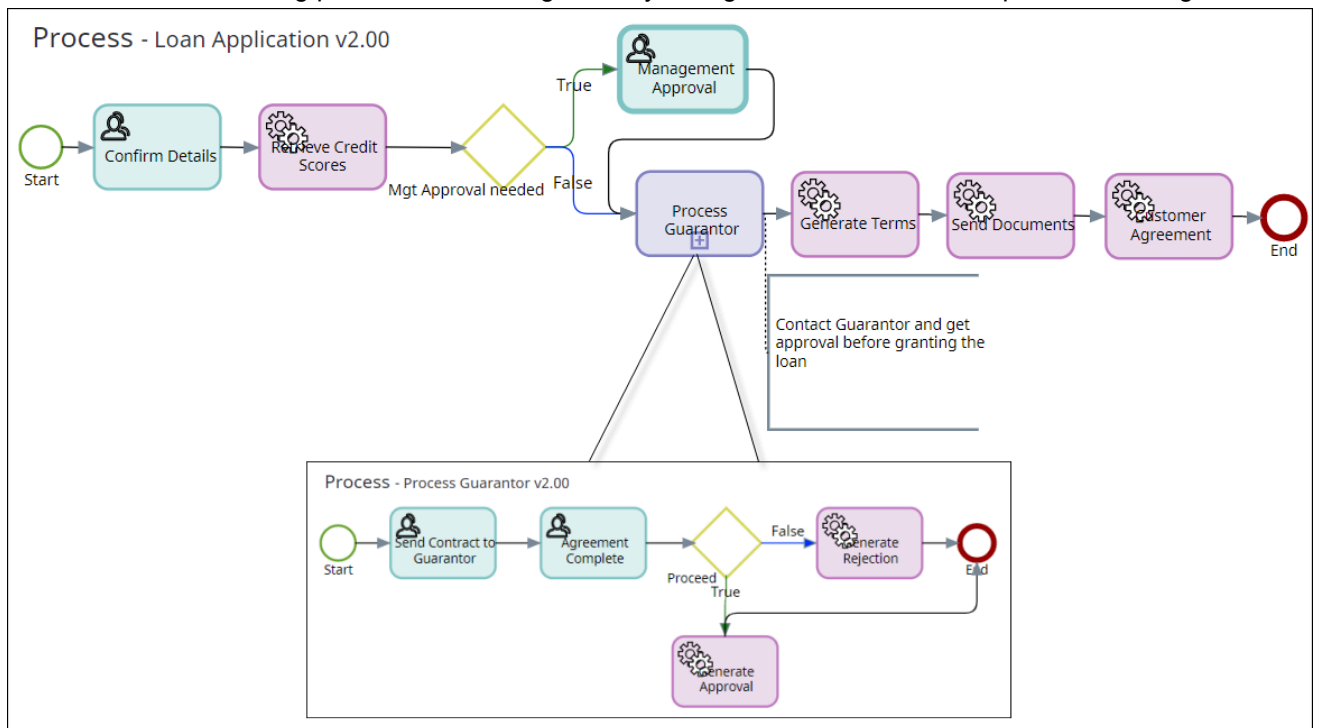 Process - Loan Application v2.00
Management
Approval
True
Confirm Details
Retrieve Credit
Scores
Start
Mgt Approval needed
False
Process
Guarantor
Generate Terms
Send Documents
Customer
Agreement
End
Contact Guarantor and get
approval before granting the
loan
Process - Process Guarantor v2.00
Start
Send Contract to
Guarantor
Agreement
Complete
Proceed
False
True
Generate
Rejection
End
Generate
Approval